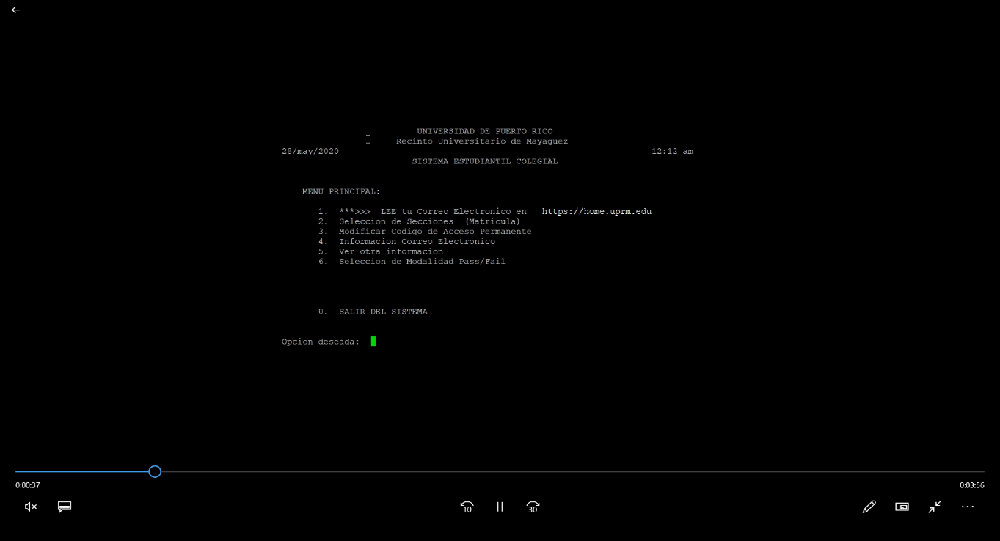 UNIVERSIDAD DE PUERTO RICO
Recinto Universitario de Mayaguez
28/may/2020 12:12 am
SISTEMA ESTUDIANTIL COLEGIAL
MENU PRINCIPAL:
1. ***>>> LEE tu Correo Electronico en https://home.uprm.edu
2. Seleccion de Secciones (Matricula)
3. Modificar Codigo de Acceso Permanente
4. Informacion Correo Electronico
5. Ver otra informacion
6. Seleccion de Modalidad Pass/Fail
0. SALIR DEL SISTEMA
Opcion deseada:
0:00:37 0:03:56
10 30